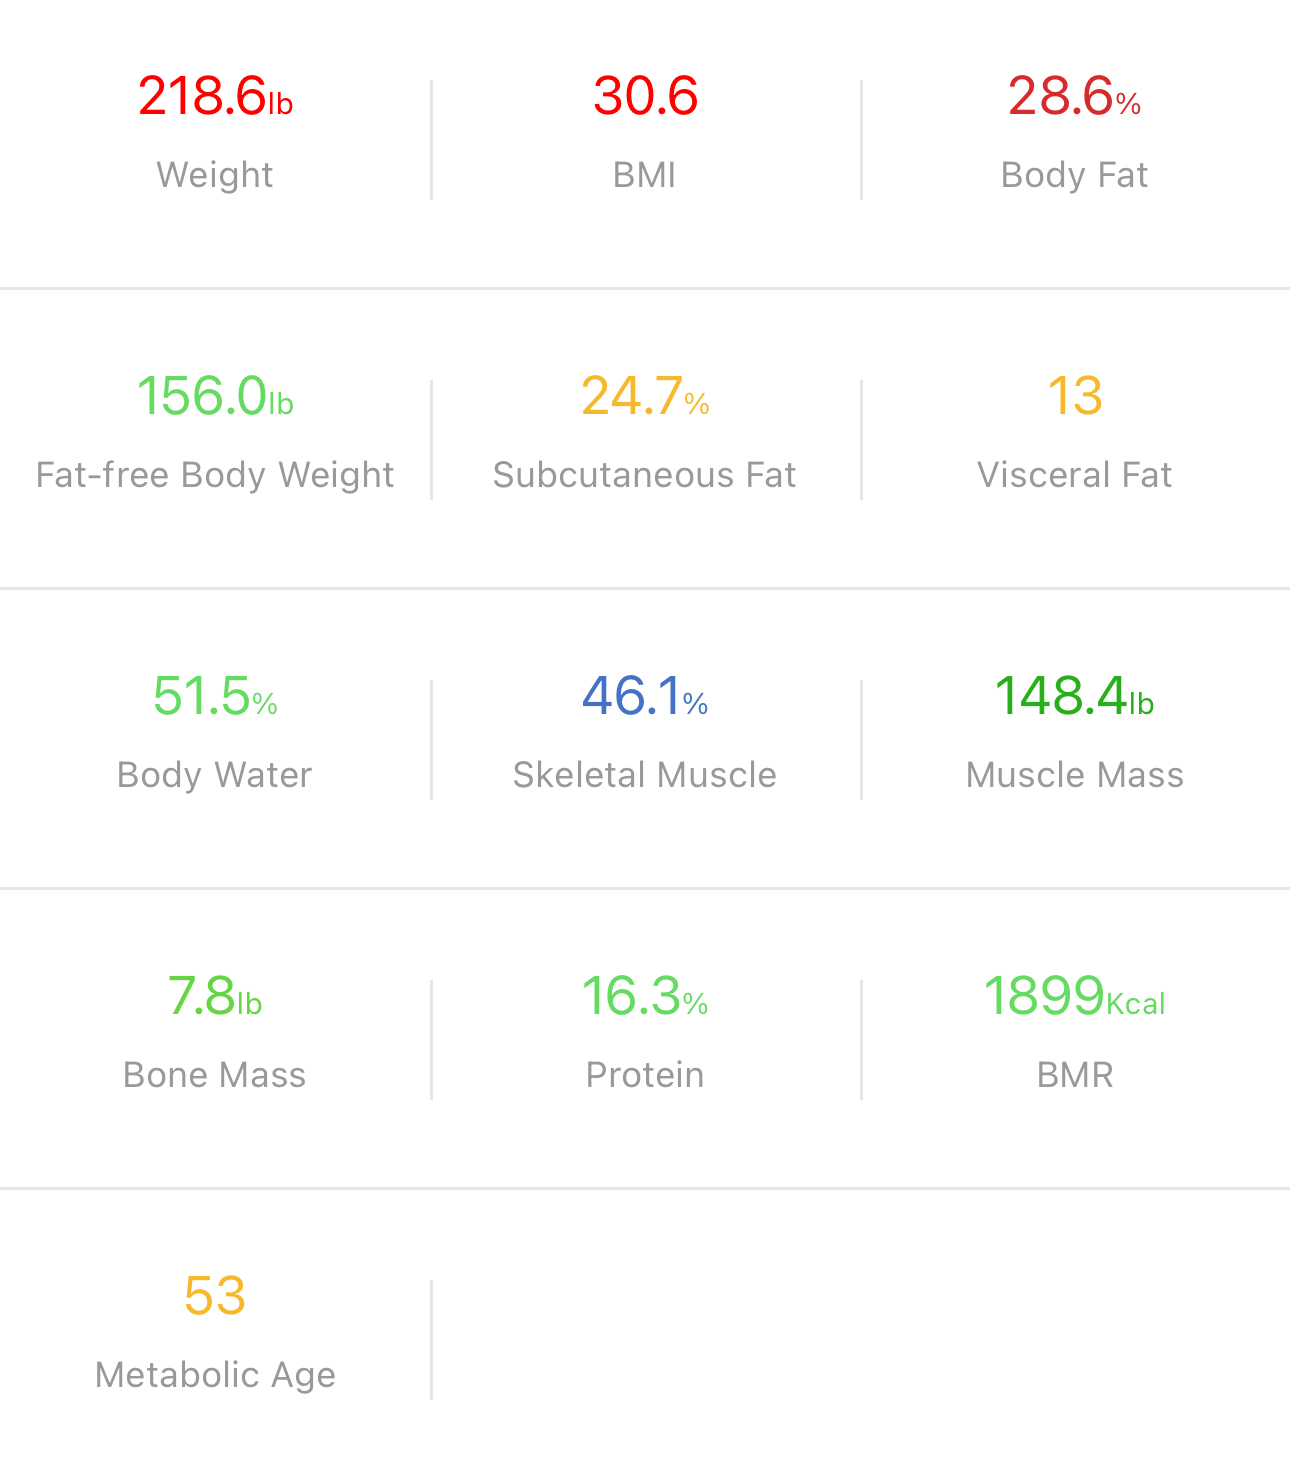 218.6lb 30.6 28.6%
Weight BMI Body Fat
156.0lb 24.7% 13
Fat-free Body Weight Subcutaneous Fat Visceral Fat
51.5% 46.1% 148.4lb
Body Water Skeletal Muscle Muscle Mass
7.8lb 16.3% 1899Kcal
Bone Mass Protein BMR
53
Metabolic Age